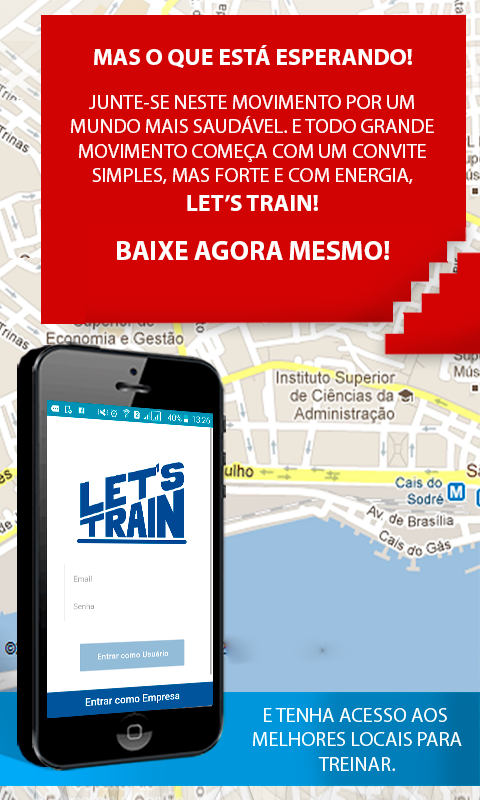 MAS O QUE ESTÁ ESPERANDO!
JUNTE-SE NESTE MOVIMENTO POR UM
MUNDO MAIS SAUDÁVEL. E TODO GRANDE
MOVIMENTO COMEÇA COM UM CONVITE
SIMPLES, MAS FORTE E COM ENERGIA,
LET'S TRAIN!
BAIXE AGORA MESMO!
Trinas
Trinas
Economia e Gestão
Instituto Superior
de Ciências da
Administração
ulho
Cais do
Sodré M
Av. de Brasília
Cais do Gás
40% 13:26
LET'S
TRAIN
Email
Senha
Entrar como Usuário
Entrar como Empresa
E TENHA ACESSO AOS
MELHORES LOCAIS PARA
TREINAR.